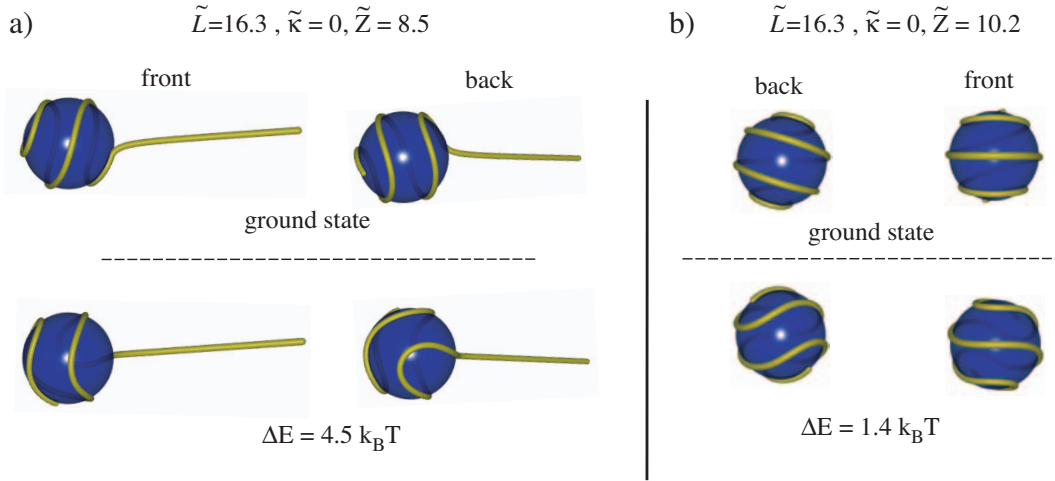 a) L̃=16.3 , κ̃ = 0, Z̃ = 8.5
front back
ground state
ΔE = 4.5 k_BT
b) L̃=16.3 , κ̃ = 0, Z̃ = 10.2
back front
ground state
ΔE = 1.4 k_BT